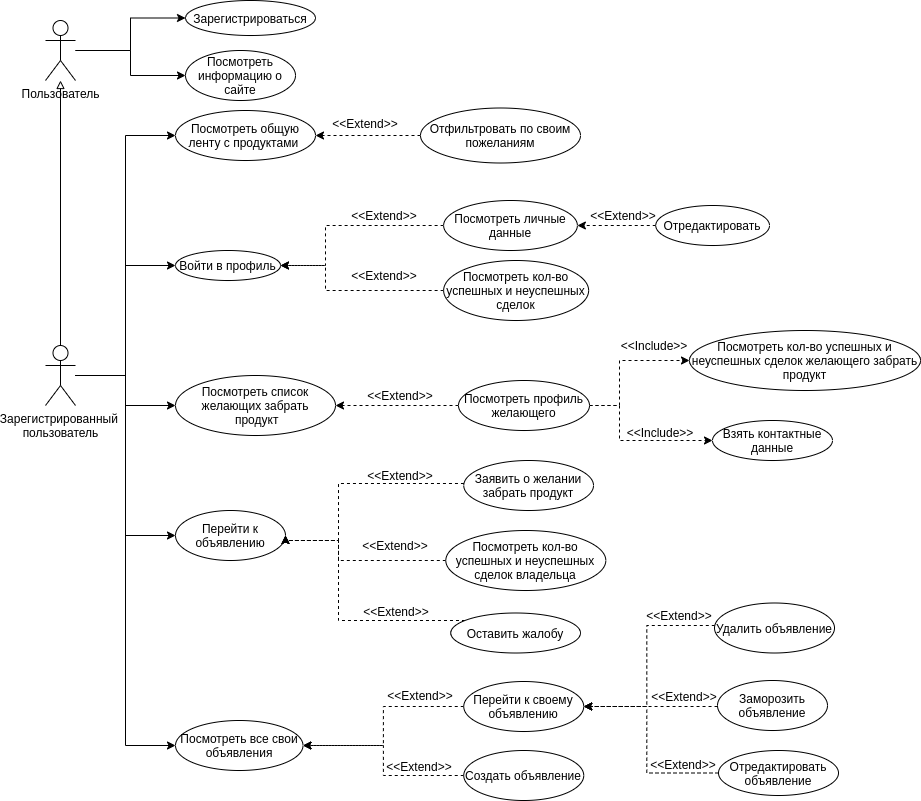 Зарегистрироваться
Посмотреть
информацию о
сайте
Пользователь
Посмотреть общую
ленту с продуктами
<<Extend>>
Отфильтровать по своим
пожеланиям
Войти в профиль
<<Extend>>
Посмотреть личные
данные
<<Extend>>
Отредактировать
<<Extend>>
Посмотреть кол-во
успешных и неуспешных
сделок
Зарегистрированный
пользователь
Посмотреть список
желающих забрать
продукт
<<Extend>>
Посмотреть профиль
желающего
<<Include>>
Посмотреть кол-во успешных и
неуспешных сделок желающего забрать
продукт
<<Include>>
Взять контактные
данные
Перейти к
объявлению
<<Extend>>
Заявить о желании
забрать продукт
<<Extend>>
Посмотреть кол-во
успешных и неуспешных
сделок владельца
<<Extend>>
Оставить жалобу
Посмотреть все свои
объявления
<<Extend>>
Перейти к своему
объявлению
<<Extend>>
Создать объявление
<<Extend>>
Удалить объявление
<<Extend>>
Заморозить
объявление
<<Extend>>
Отредактировать
объявление